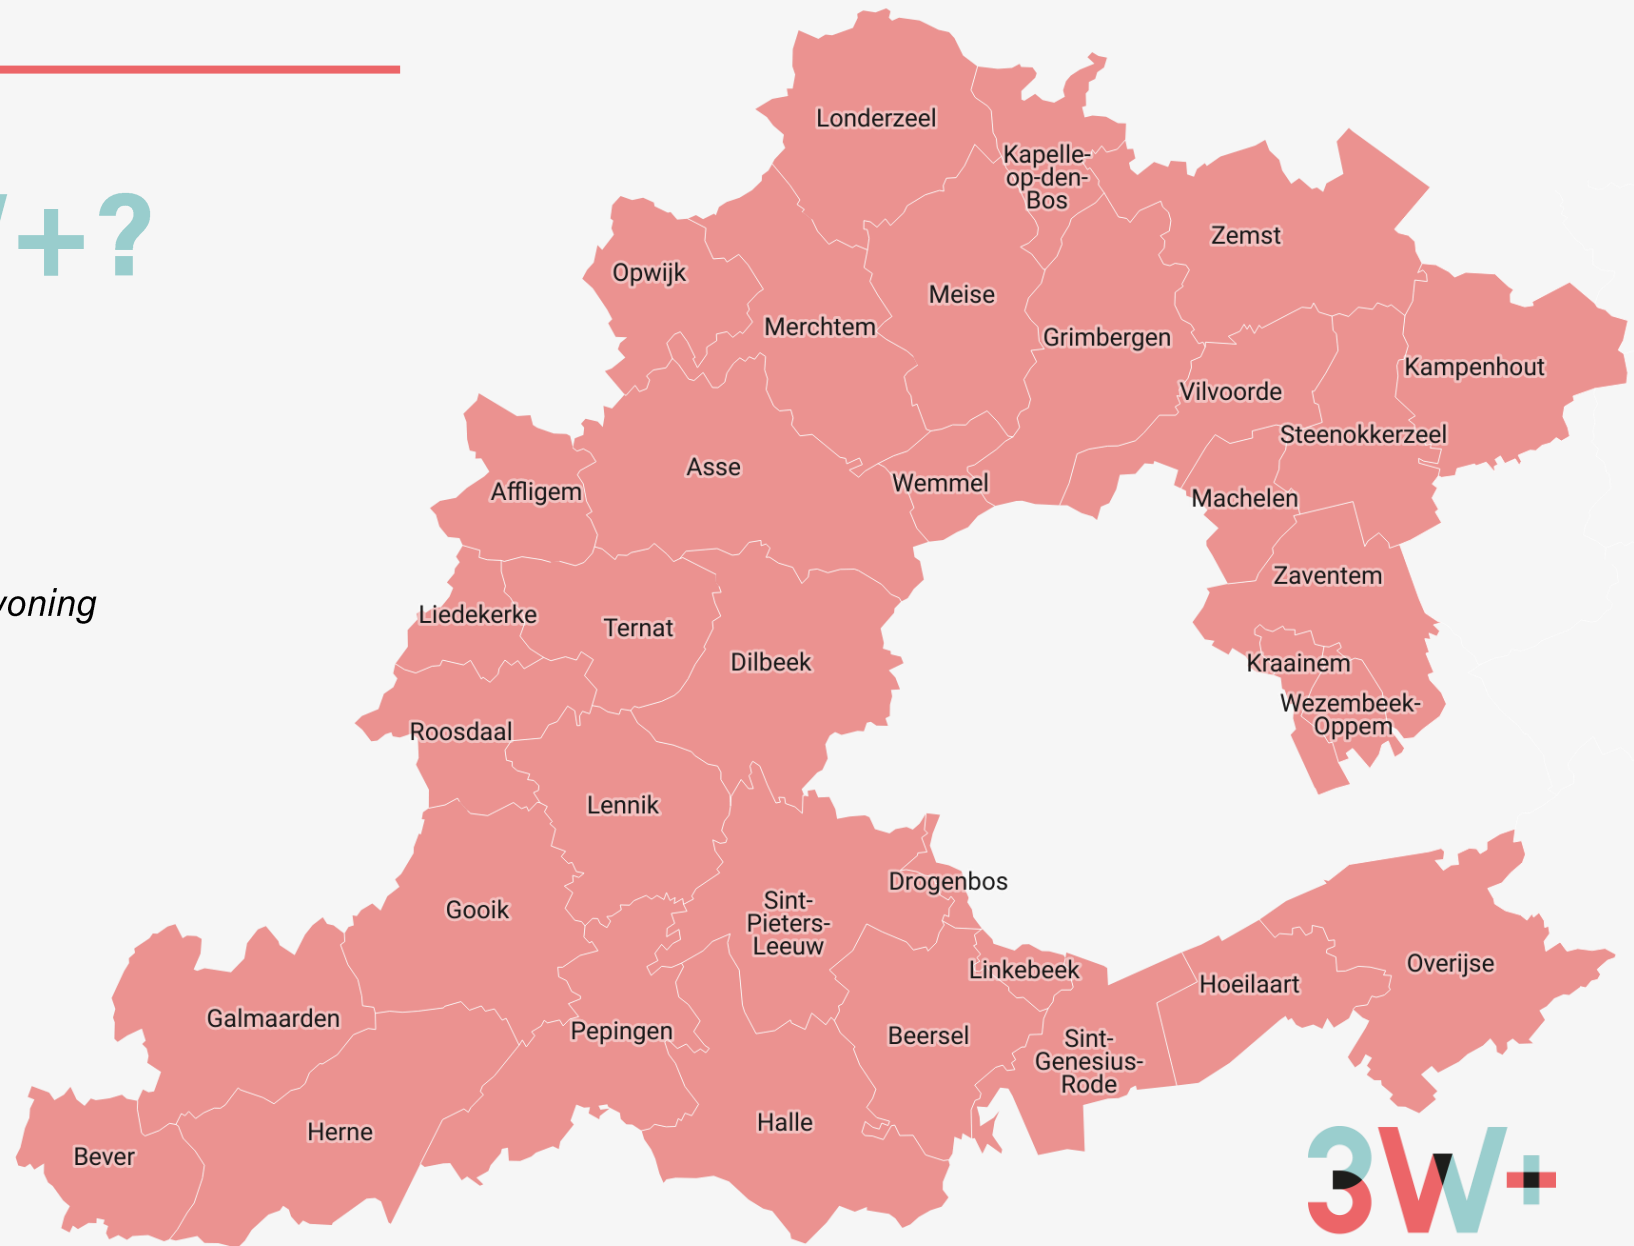 +?
Londerzeel
Kapelle-
op-den-
Bos
Zemst
Opwijk
Meise
Merchtem
Grimbergen
Kampenhout
Vilvoorde
Steenokkerzeel
Asse
Wemmel
Affligem
Machelen
Zaventem
woning
Liedekerke
Ternat
Dilbeek
Kraainem
Wezembeek-
Oppem
Roosdaal
Lennik
Drogenbos
Sint-
Pieters-
Leeuw
Gooik
Linkebeek
Overijse
Hoeilaart
Galmaarden
Pepingen
Beersel
Sint-
Genesius-
Rode
Halle
Herne
Bever
3W+